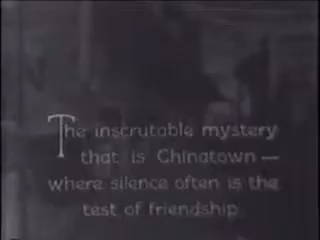 The inscrutable mystery
that is Chinatown—
where silence often is the
test of friendship